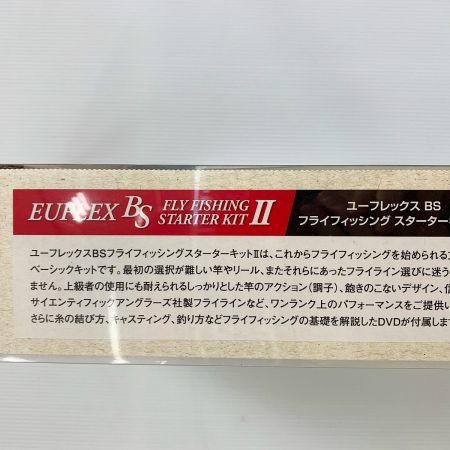 EUFLEX BS FLY FISHING STARTER KIT II
ユーフレックス BS
フライフィッシング スターター
ユーフレックスBSフライフィッシングスターターキットIIは、これからフライフィッシングを始められる
ベーシックキットです。最初の選択が難しい竿やリール、またそれらにあったフライライン選びに迷う
ません。上級者の使用にも耐えられるしっかりとした竿のアクション（調子）、飽きのこないデザイン、
サイエンティフィックアングラーズ社製フライラインなど、ワンランク上のパフォーマンスをご提供い
さらに糸の結び方、キャスティング、釣り方などフライフィッシングの基礎を解説したDVDが付属しま